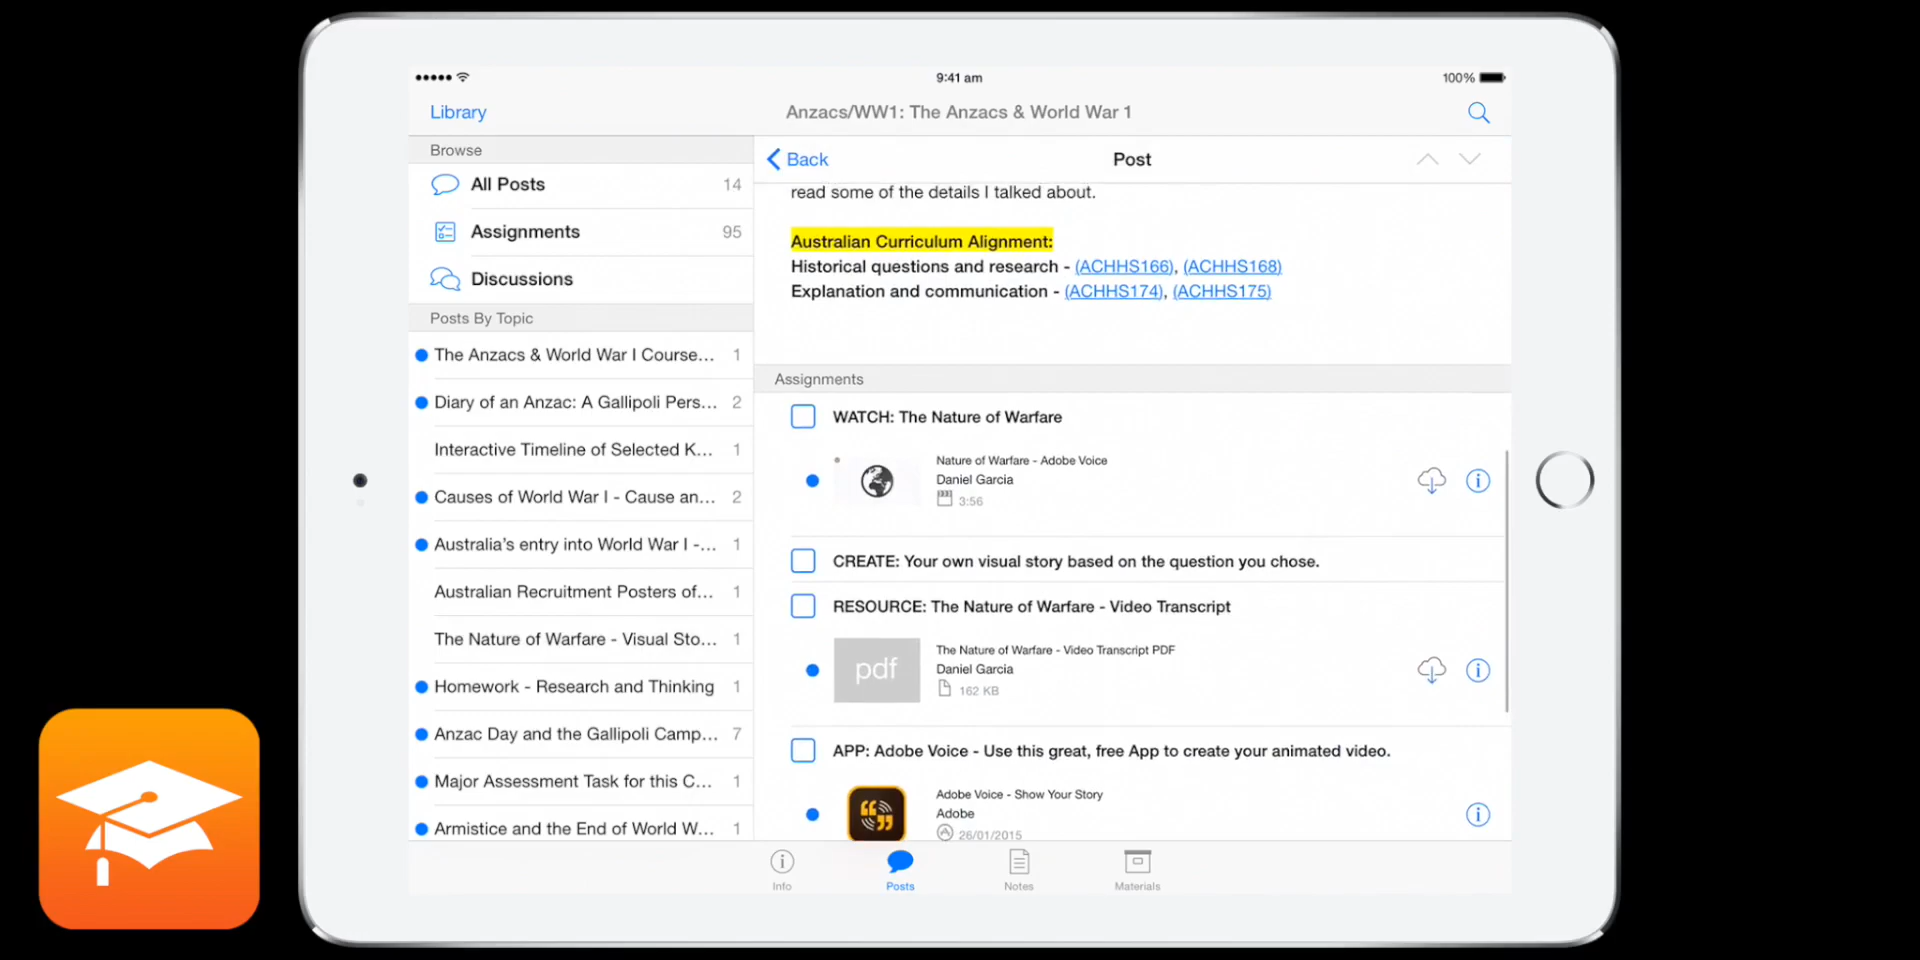 9:41 am
100%
Library
Anzacs/WW1: The Anzacs & World War 1
Browse
All Posts 14
Assignments 95
Discussions
Posts By Topic
The Anzacs & World War I Course... 1
Diary of an Anzac: A Gallipoli Pers... 2
Interactive Timeline of Selected K... 1
Causes of World War I - Cause an... 2
Australia's entry into World War I -... 1
Australian Recruitment Posters of... 1
The Nature of Warfare - Visual Sto... 1
Homework - Research and Thinking 1
Anzac Day and the Gallipoli Camp... 7
Major Assessment Task for this C... 1
Armistice and the End of World W... 1
Back
Post
read some of the details I talked about.
Australian Curriculum Alignment:
Historical questions and research - (ACHHS166), (ACHHS168)
Explanation and communication - (ACHHS174), (ACHHS175)
Assignments
WATCH: The Nature of Warfare
Nature of Warfare - Adobe Voice
Daniel Garcia
3:56
CREATE: Your own visual story based on the question you chose.
RESOURCE: The Nature of Warfare - Video Transcript
pdf
The Nature of Warfare - Video Transcript PDF
Daniel Garcia
162 KB
APP: Adobe Voice - Use this great, free App to create your animated video.
Adobe Voice - Show Your Story
Adobe
26/01/2015
Info
Posts
Notes
Materials